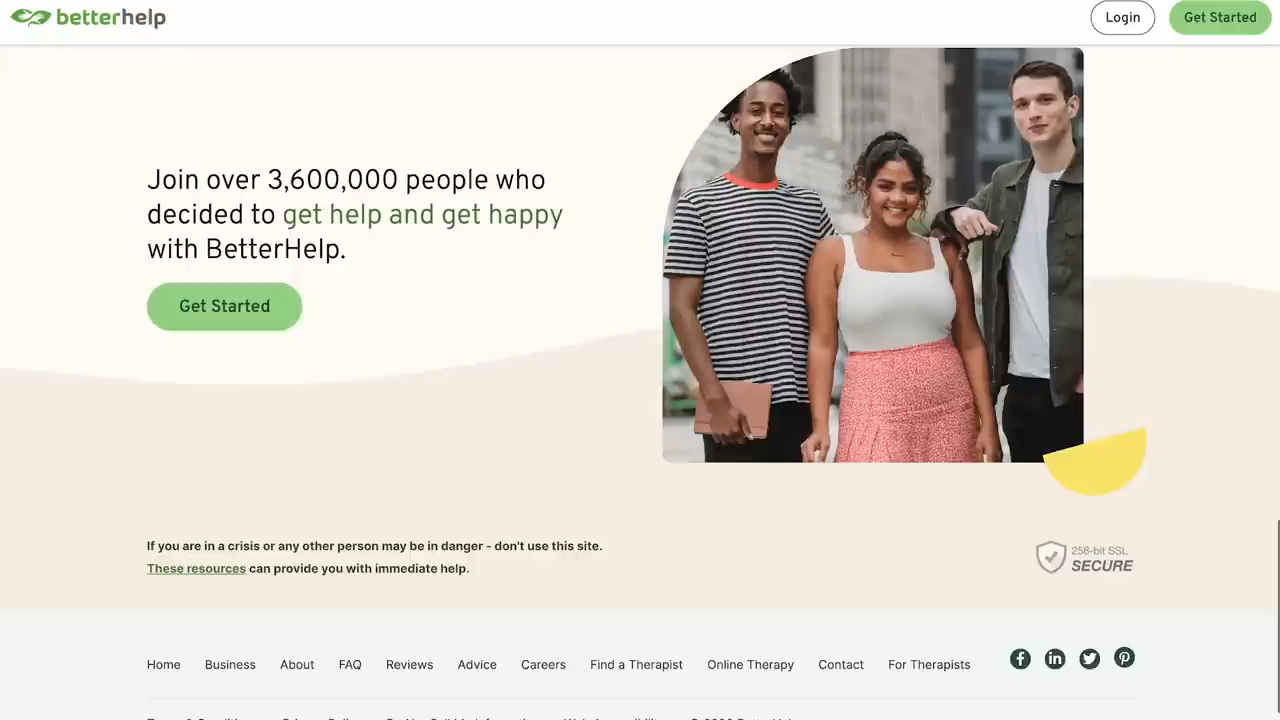 betterhelp
Login
Get Started
Join over 3,600,000 people who
decided to get help and get happy
with BetterHelp.
Get Started
If you are in a crisis or any other person may be in danger - don't use this site.
These resources can provide you with immediate help.
256-bit SSL
SECURE
Home Business About FAQ Reviews Advice Careers Find a Therapist Online Therapy Contact For Therapists